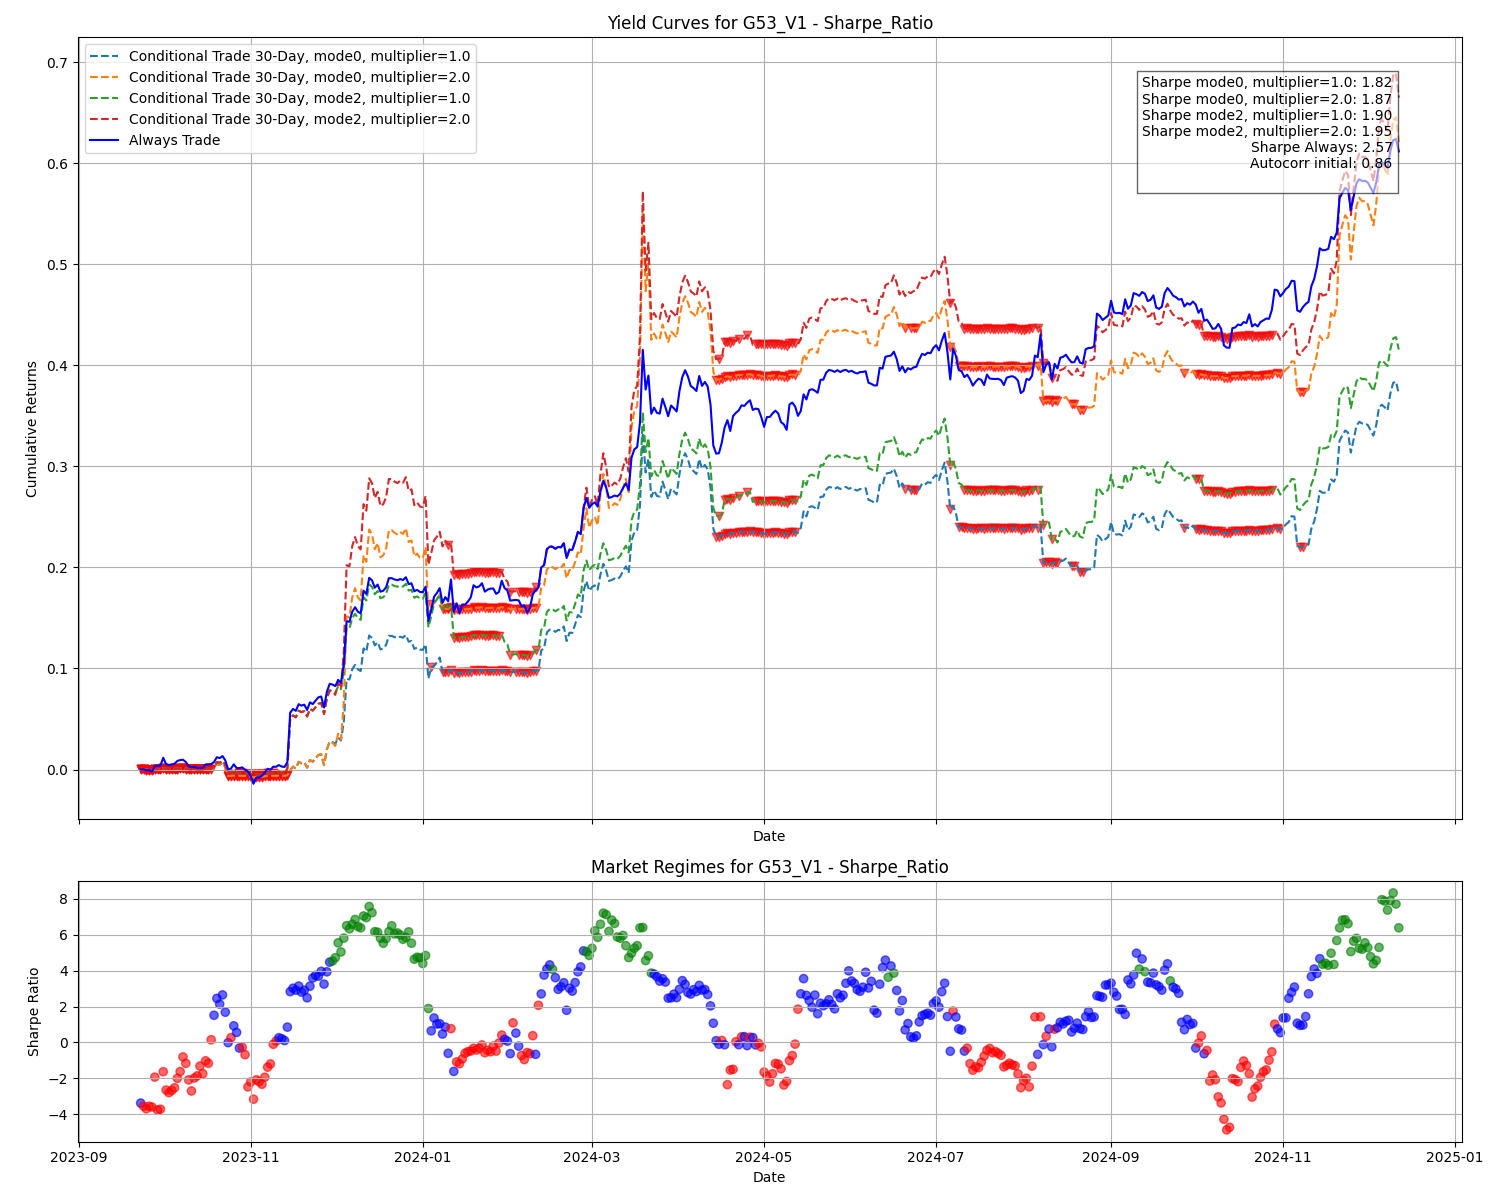 Yield Curves for G53_V1 - Sharpe_Ratio
Conditional Trade 30-Day, mode0, multiplier=1.0
Conditional Trade 30-Day, mode0, multiplier=2.0
Conditional Trade 30-Day, mode2, multiplier=1.0
Conditional Trade 30-Day, mode2, multiplier=2.0
Always Trade
Sharpe mode0, multiplier=1.0: 1.82
Sharpe mode0, multiplier=2.0: 1.87
Sharpe mode2, multiplier=1.0: 1.90
Sharpe mode2, multiplier=2.0: 1.95
Sharpe Always: 2.57
Autocorr initial: 0.86
Cumulative Returns
0.7
0.6
0.5
0.4
0.3
0.2
0.1
0.0
Date
Market Regimes for G53_V1 - Sharpe_Ratio
Sharpe Ratio
8
6
4
2
0
−2
−4
2023-09
2023-11
2024-01
2024-03
2024-05
2024-07
2024-09
2024-11
2025-01
Date